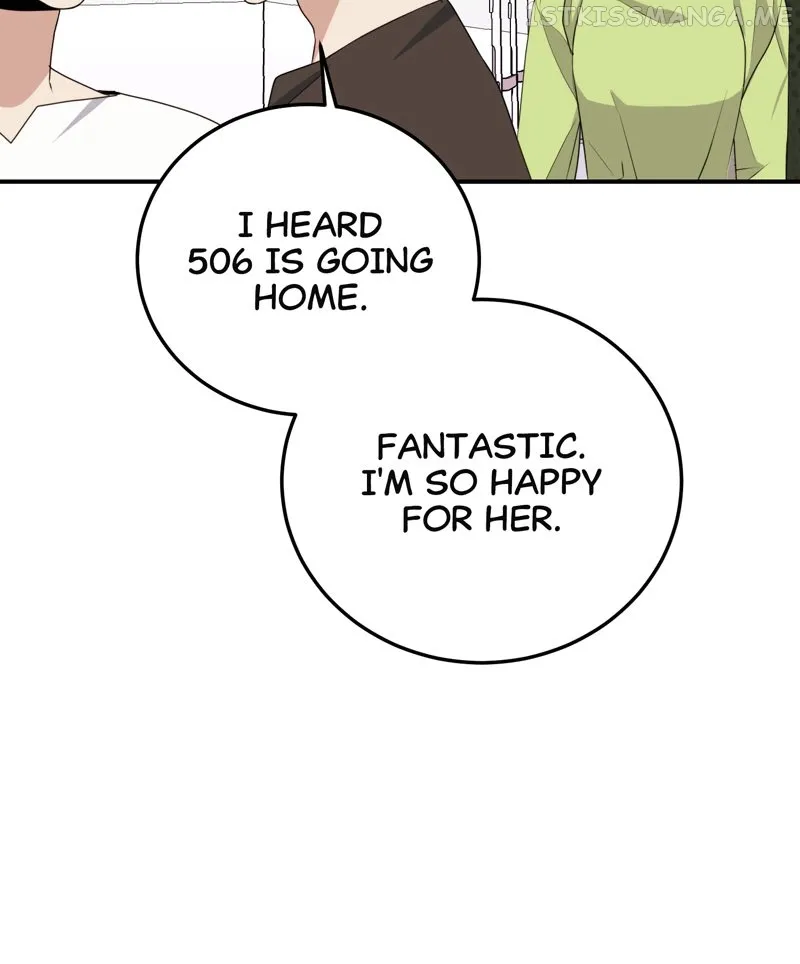 1STKISSMANGA.ME
I HEARD
506 IS GOING
HOME.
FANTASTIC.
I'M SO HAPPY
FOR HER.